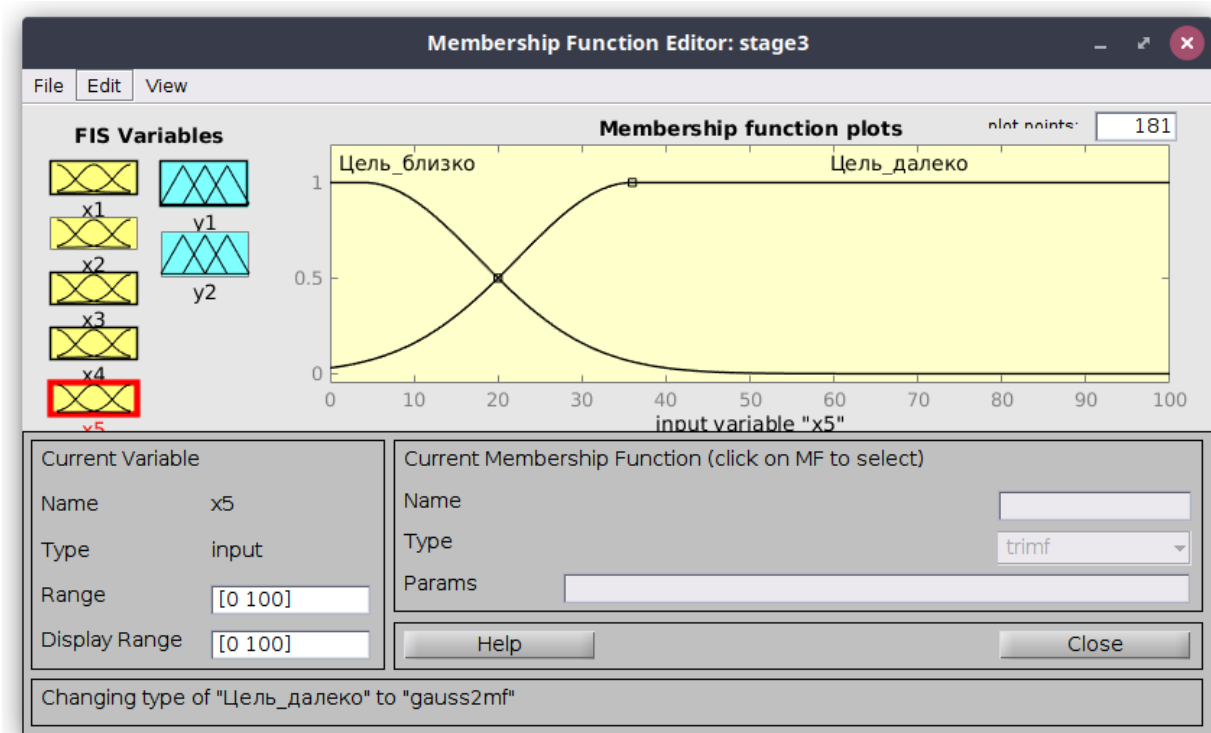 Membership Function Editor: stage3
File Edit View
FIS Variables
x1
x2
x3
x4
x5
y1
y2
Membership function plots
plot points: 181
Цель_близко Цель_далеко
1
0.5
0
0 10 20 30 40 50 60 70 80 90 100
input variable "x5"
Current Variable
Name x5
Type input
Range [0 100]
Display Range [0 100]
Current Membership Function (click on MF to select)
Name
Type trimf
Params
Help Close
Changing type of "Цель_далеко" to "gauss2mf"